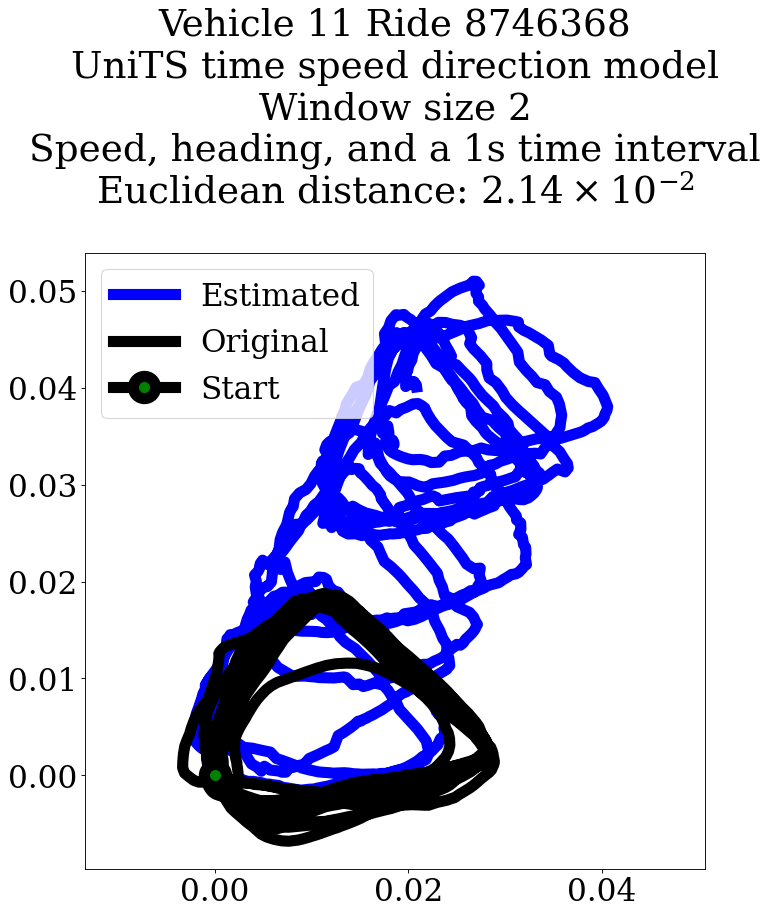 Vehicle 11 Ride 8746368
UniTS time speed direction model
Window size 2
Speed, heading, and a 1s time interval
Euclidean distance: 2.14 × 10⁻²
Estimated
Original
Start
0.05
0.04
0.03
0.02
0.01
0.00
0.00 0.02 0.04